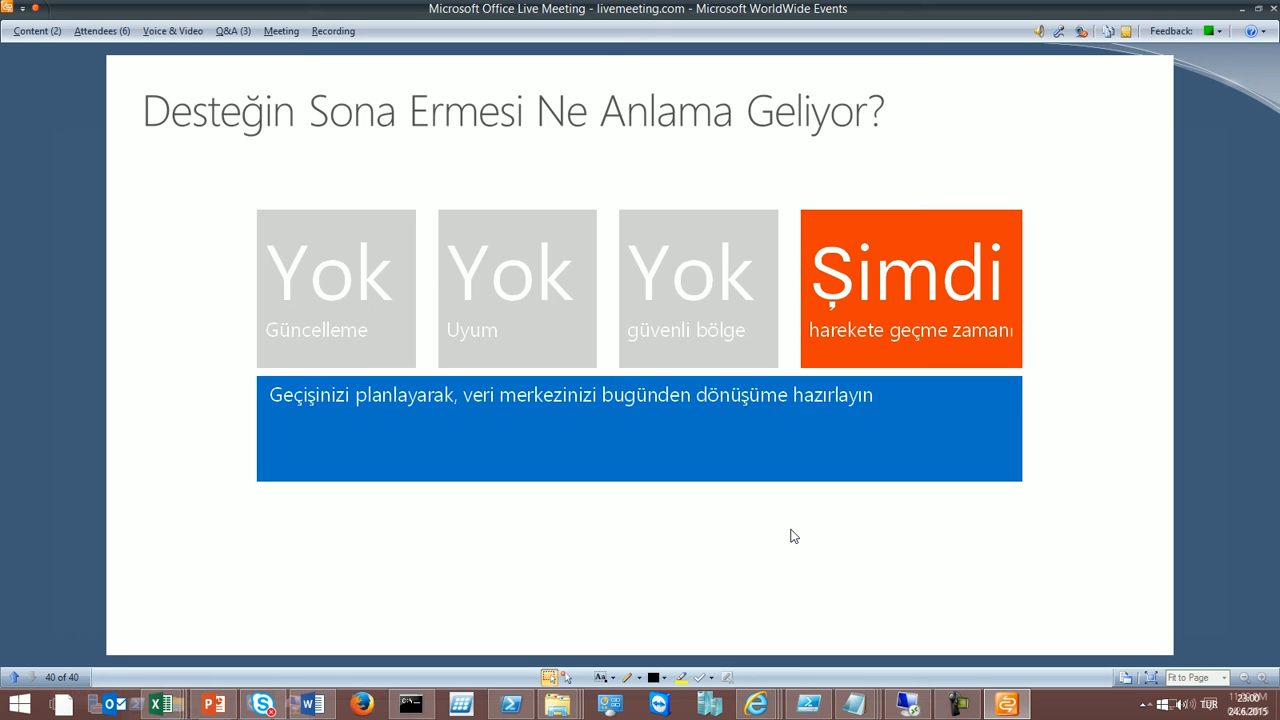 Microsoft Office Live Meeting - livemeeting.com - Microsoft WorldWide Events
Content (2) Attendees (6) Voice & Video Q&A (3) Meeting Recording Feedback:
Desteğin Sona Ermesi Ne Anlama Geliyor?
Yok
Güncelleme
Yok
Uyum
Yok
güvenli bölge
Şimdi
harekete geçme zamanı
Geçişinizi planlayarak, veri merkezinizi bugünden dönüşüme hazırlayın
40 of 40 Aa Fit to Page
TUR 23:00
24.6.2015